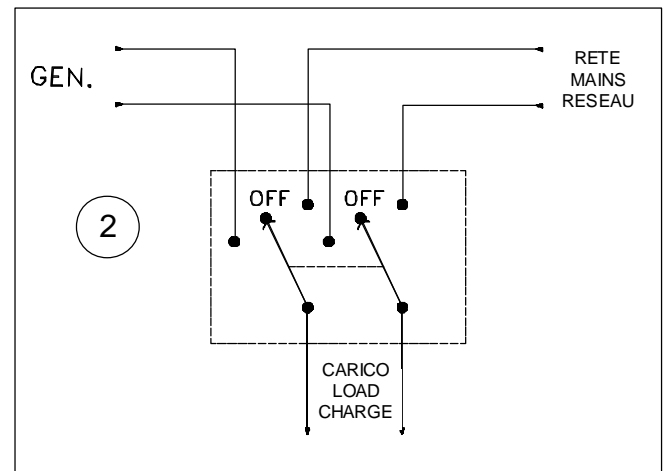 GEN.
RETE
MAINS
RESEAU
OFF OFF
2
CARICO
LOAD
CHARGE